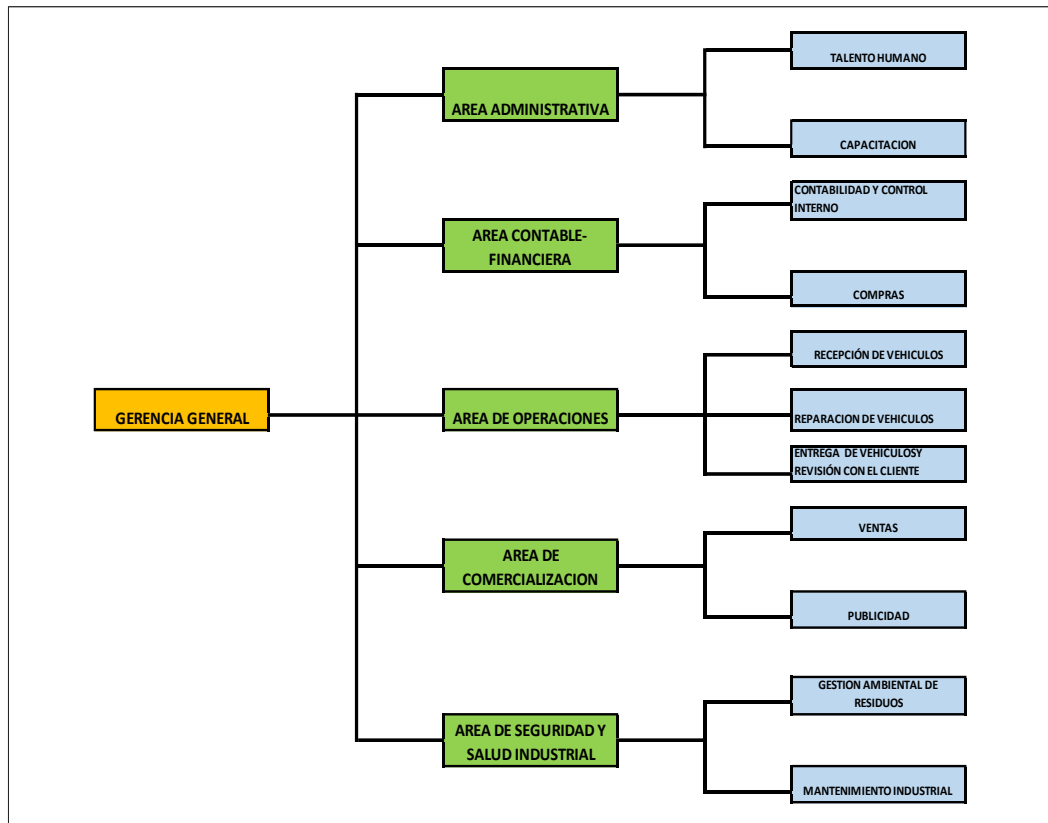 TALENTO HUMANO
AREA ADMINISTRATIVA
CAPACITACION
CONTABILIDAD Y CONTROL
INTERNO
AREA CONTABLE-
FINANCIERA
COMPRAS
RECEPCIÓN DE VEHICULOS
GERENCIA GENERAL
AREA DE OPERACIONES
REPARACION DE VEHICULOS
ENTREGA DE VEHICULOSY
REVISIÓN CON EL CLIENTE
VENTAS
AREA DE
COMERCIALIZACION
PUBLICIDAD
GESTION AMBIENTAL DE
RESIDUOS
AREA DE SEGURIDAD Y
SALUD INDUSTRIAL
MANTENIMIENTO INDUSTRIAL